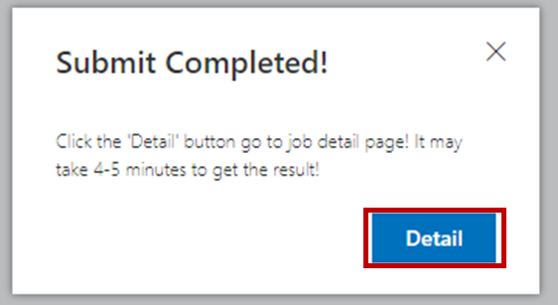 Submit Completed!
Click the 'Detail' button go to job detail page! It may
take 4-5 minutes to get the result!
Detail